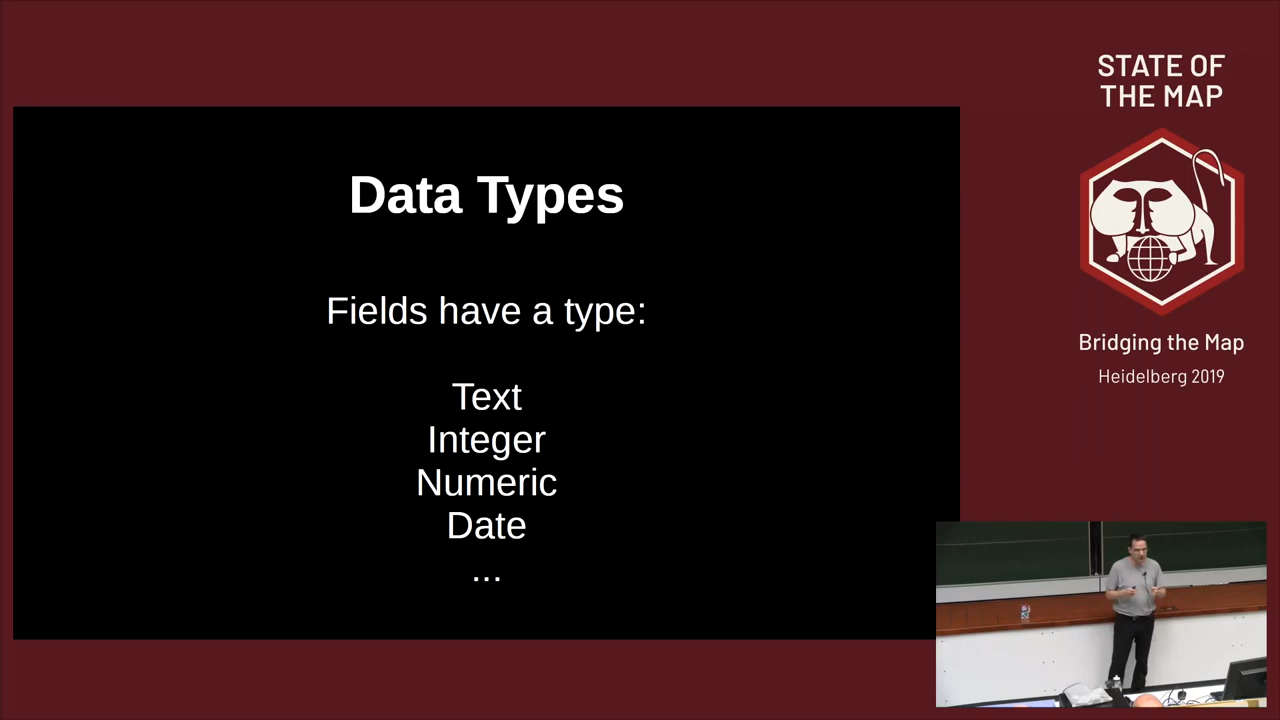 Data Types
Fields have a type:
Text
Integer
Numeric
Date
...
STATE OF
THE MAP
Bridging the Map
Heidelberg 2019